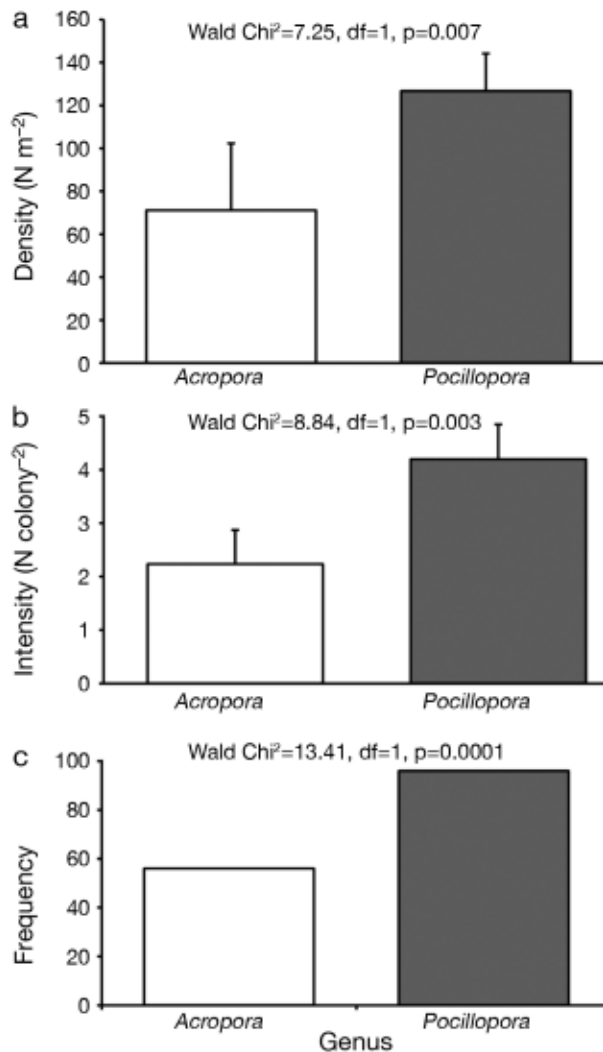 a
Wald Chi²=7.25, df=1, p=0.007
Density (N m⁻²)
160
140
120
100
80
60
40
20
0
Acropora
Pocillopora
b
Wald Chi²=8.84, df=1, p=0.003
Intensity (N colony⁻²)
5
4
3
2
1
0
Acropora
Pocillopora
c
Wald Chi²=13.41, df=1, p=0.0001
Frequency
100
80
60
40
20
0
Acropora
Pocillopora
Genus